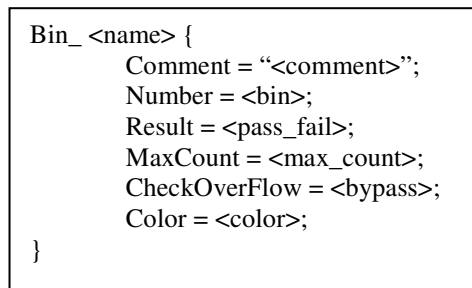 Bin_ <name> {
Comment = “<comment>”;
Number = <bin>;
Result = <pass_fail>;
MaxCount = <max_count>;
CheckOverFlow = <bypass>;
Color = <color>;
}